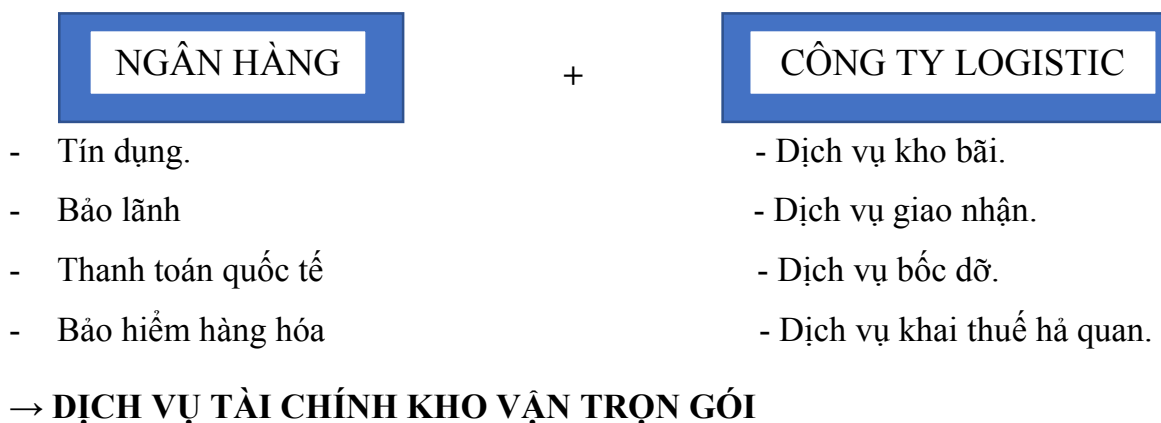 NGÂN HÀNG + CÔNG TY LOGISTIC
- Tín dụng. - Dịch vụ kho bãi.
- Bảo lãnh - Dịch vụ giao nhận.
- Thanh toán quốc tế - Dịch vụ bốc dỡ.
- Bảo hiểm hàng hóa - Dịch vụ khai thuế hả quan.
→ DỊCH VỤ TÀI CHÍNH KHO VẬN TRỌN GÓI